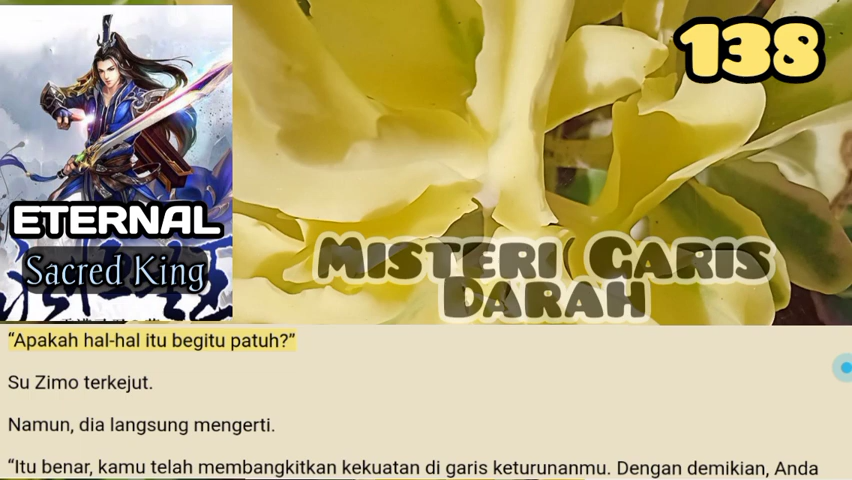 138
ETERNAL
Sacred King
MISTERI GARIS
DARAH
“Apakah hal-hal itu begitu patuh?”
Su Zimo terkejut.
Namun, dia langsung mengerti.
“Itu benar, kamu telah membangkitkan kekuatan di garis keturunanmu. Dengan demikian, Anda